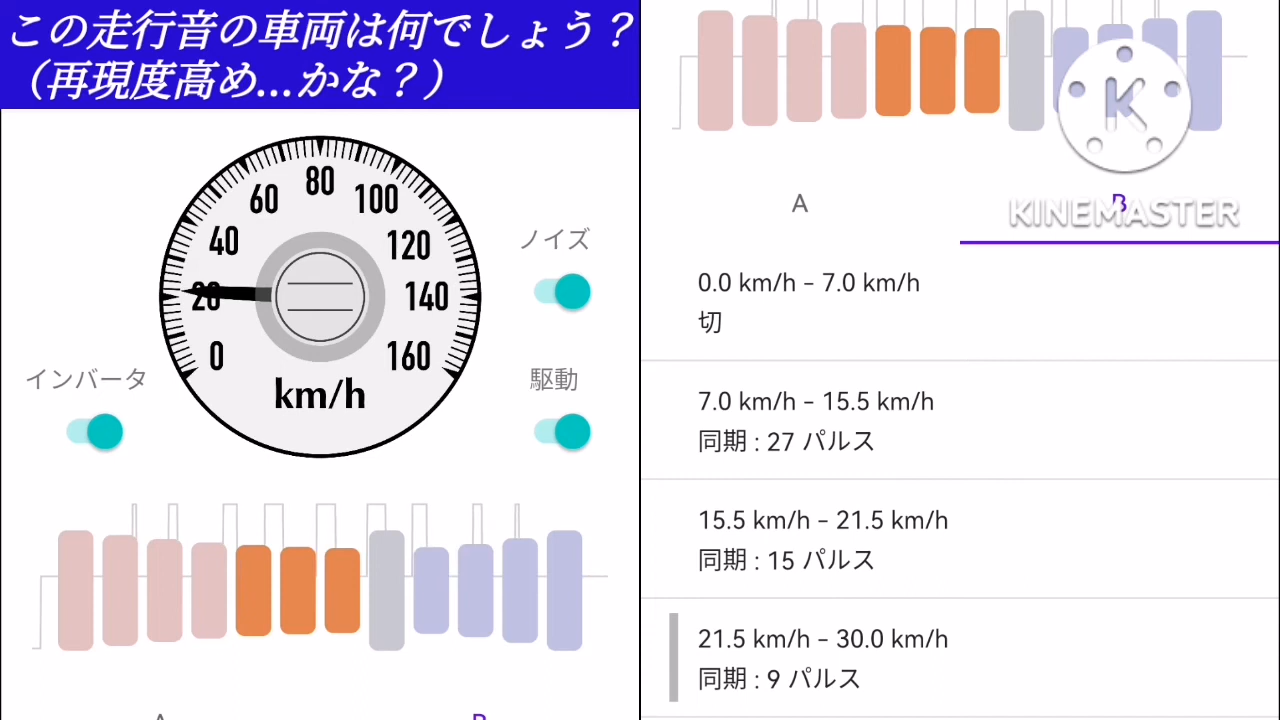 この走行音の車両は何でしょう？
（再現度高め…かな？）
80
60
100
40
120
20
140
0
160
km/h
ノイズ
インバータ
駆動
A
B
A
B
KINEMASTER
0.0 km/h – 7.0 km/h
切
7.0 km/h – 15.5 km/h
同期 : 27 パルス
15.5 km/h – 21.5 km/h
同期 : 15 パルス
21.5 km/h – 30.0 km/h
同期 : 9 パルス